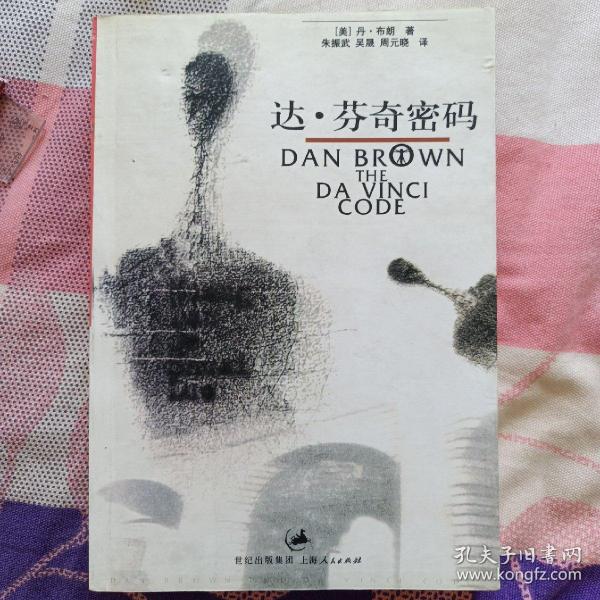 [美] 丹·布朗 著
朱振武 吴晟 周元晓 译
达·芬奇密码
DAN BROWN
THE
DA VINCI
CODE
世纪出版集团 上海人民出版社
孔夫子旧书网
www.kongfz.com